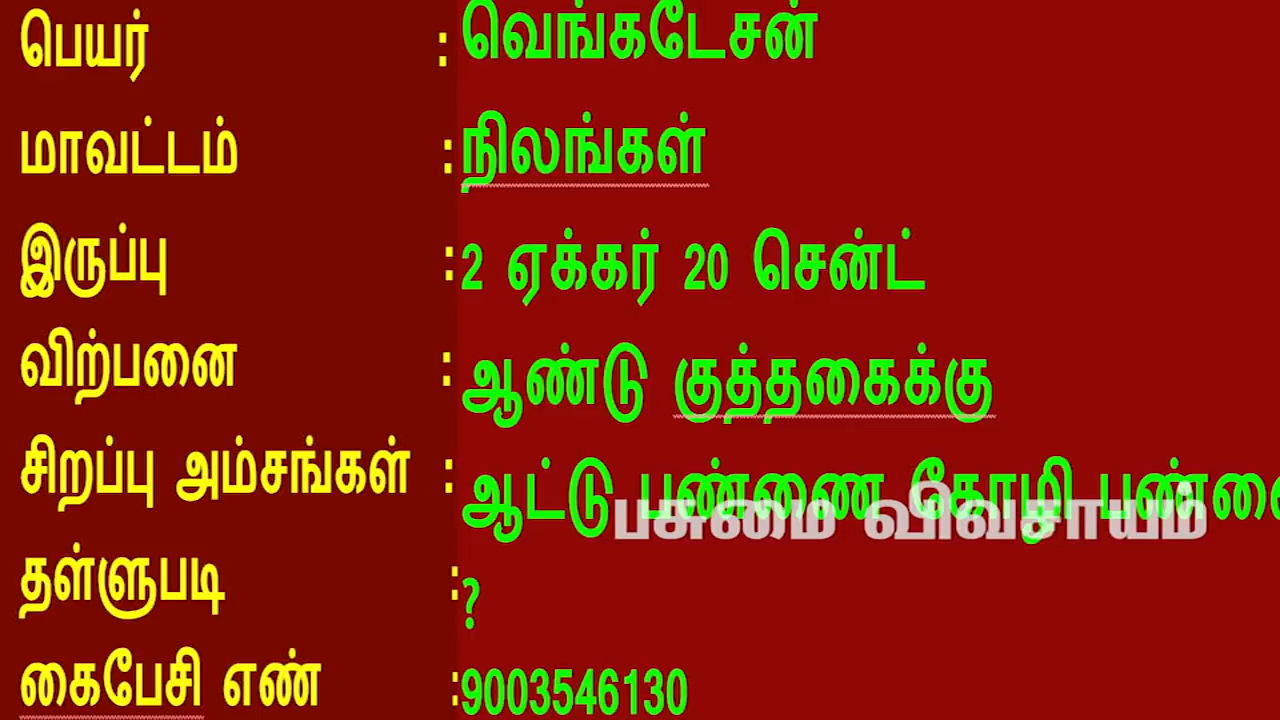 பெயர் : வெங்கடேசன்
மாவட்டம் : நிலங்கள்
இருப்பு : 2 ஏக்கர் 20 சென்ட்
விற்பனை : ஆண்டு குத்தகைக்கு
சிறப்பு அம்சங்கள் : ஆட்டு பண்ணை கோழி பண்ணை
பசுமை விவசாயம்
தள்ளுபடி : ?
கைபேசி எண் : 9003546130